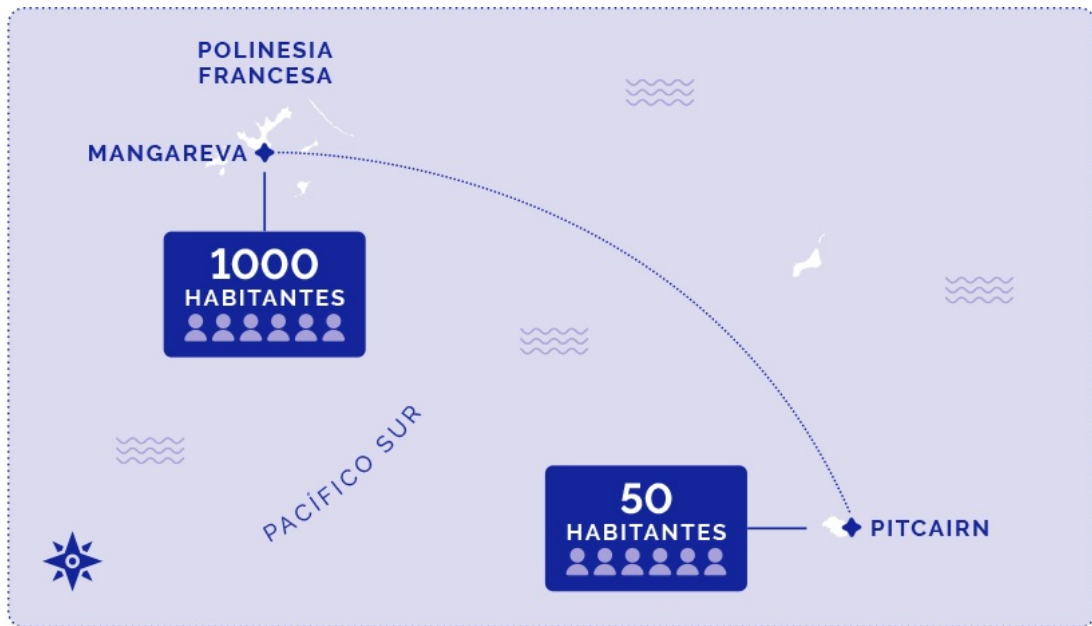 POLINESIA
FRANCESA
MANGAREVA
1000
HABITANTES
PACÍFICO SUR
50
HABITANTES
PITCAIRN